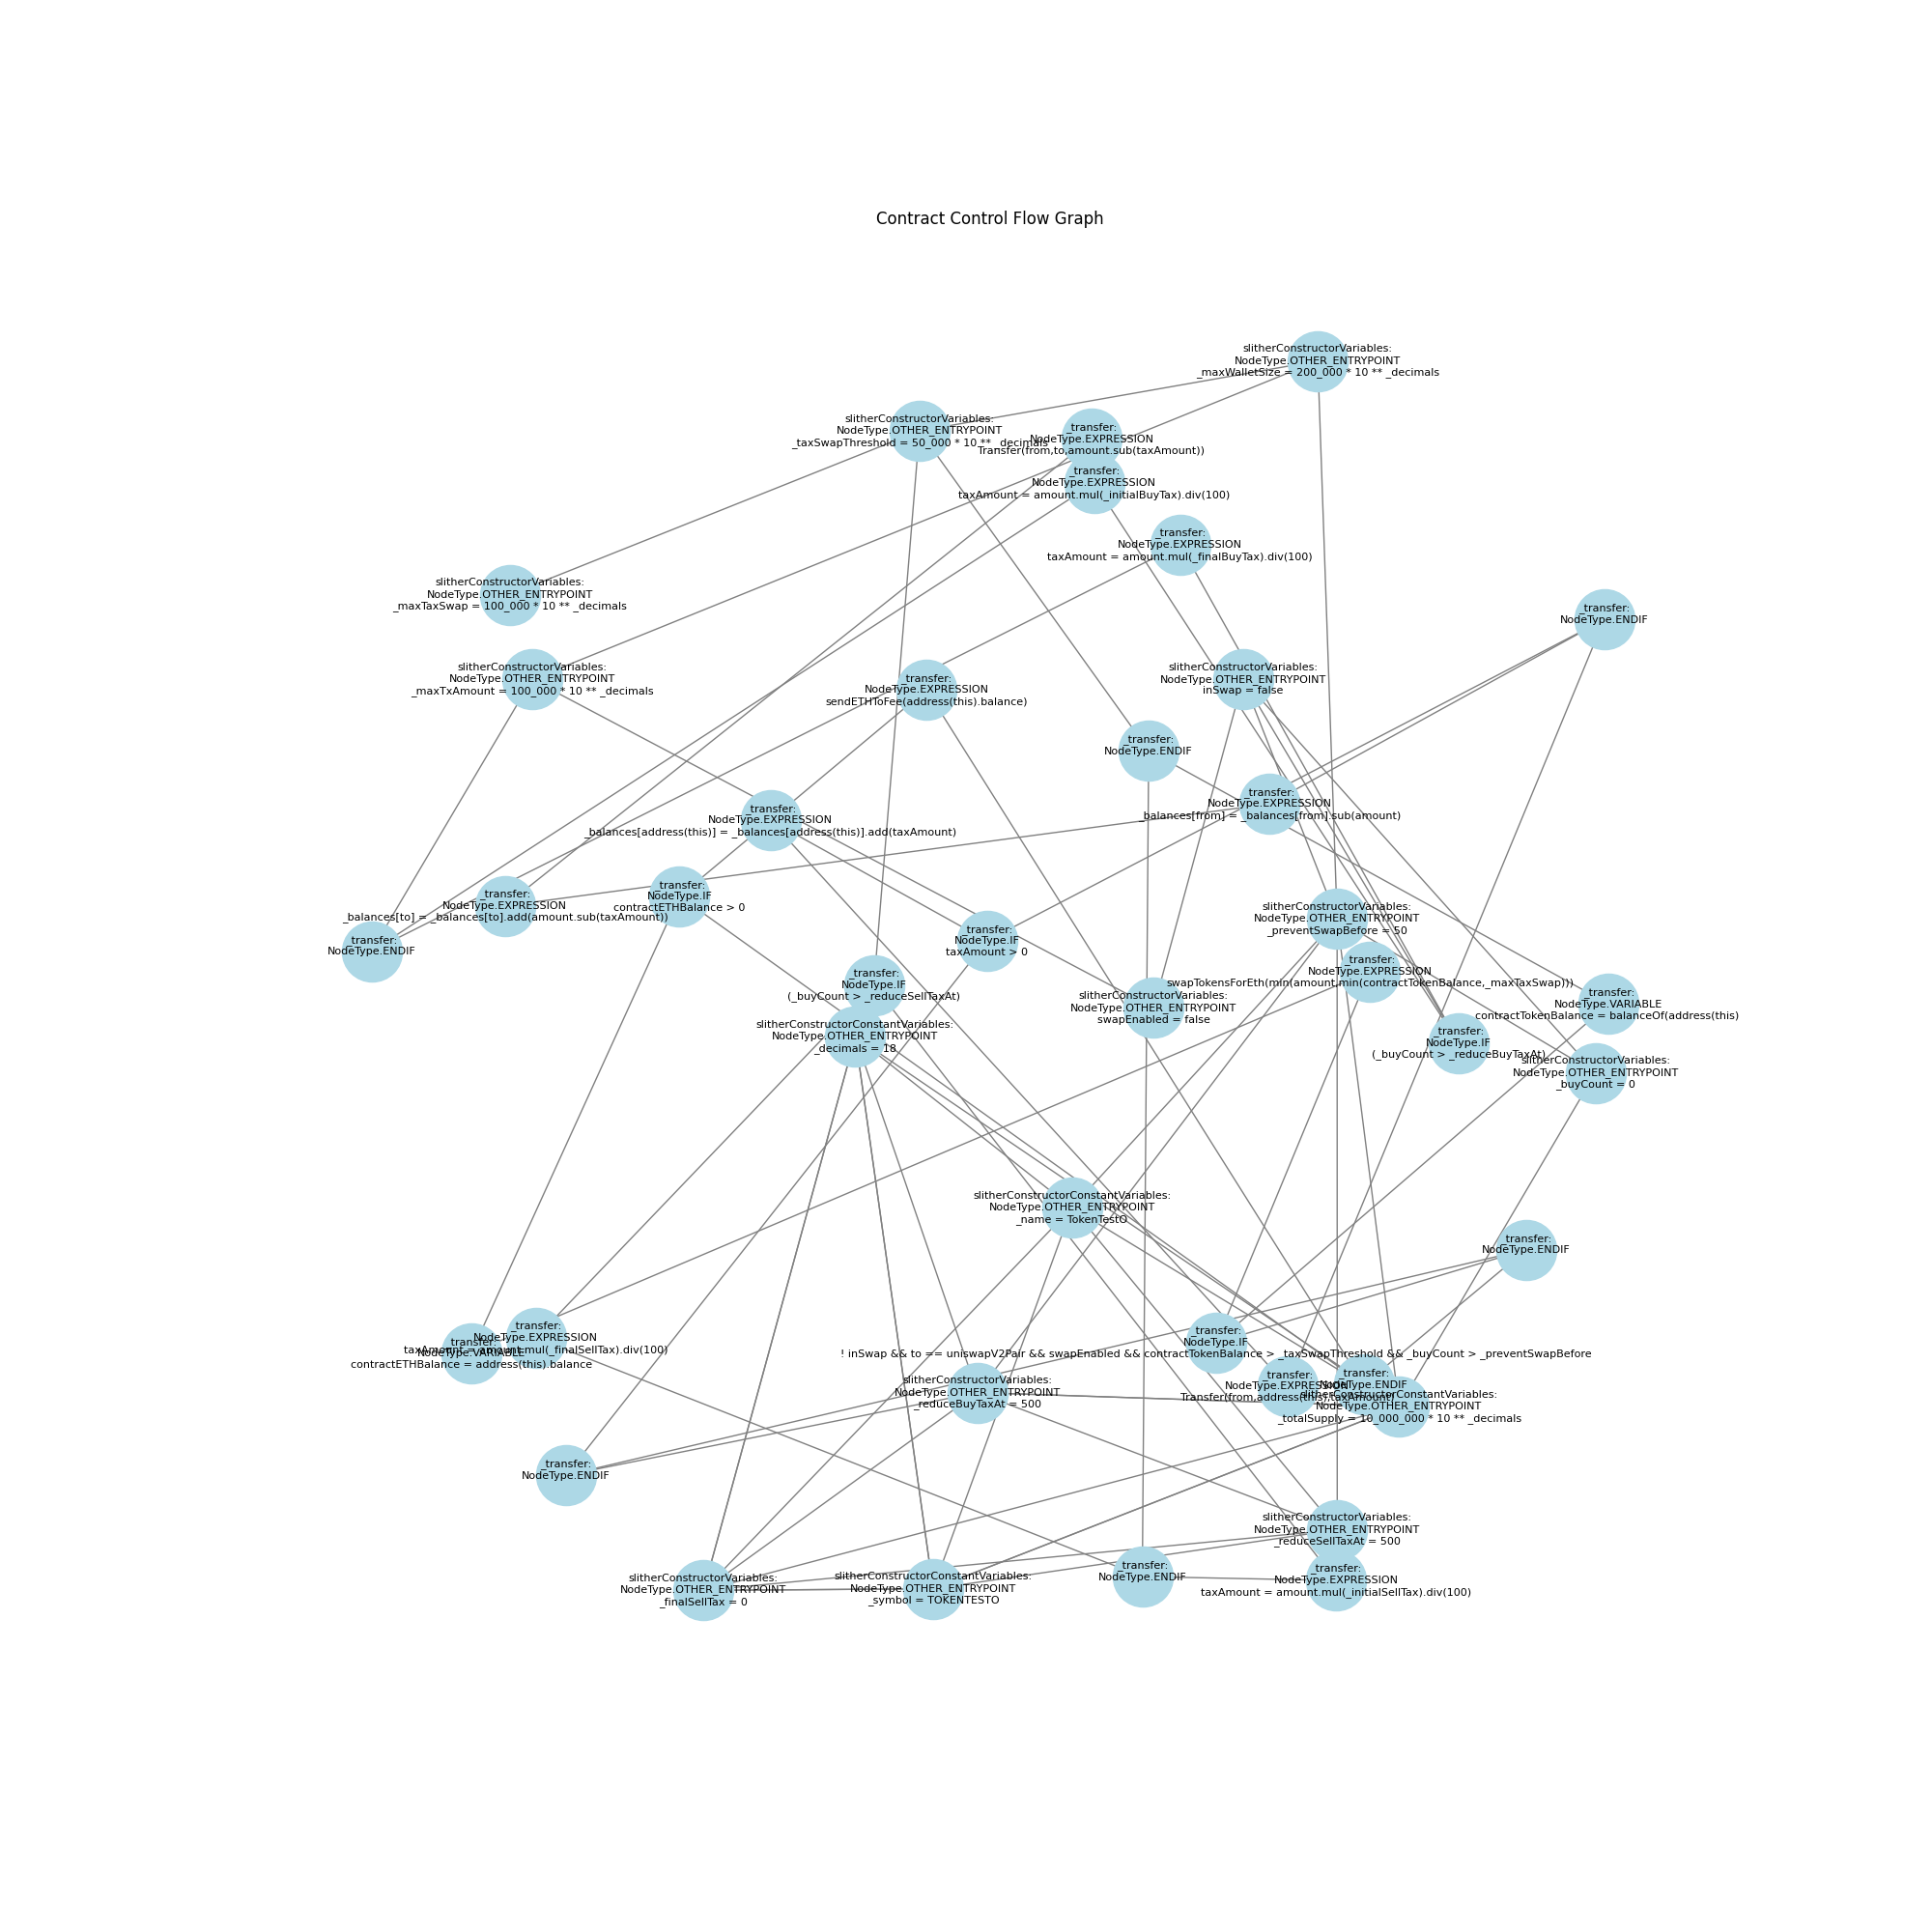 Contract Control Flow Graph
slitherConstructorVariables:
NodeType.OTHER_ENTRYPOINT
_maxWalletSize = 200_000 * 10 ** _decimals
slitherConstructorVariables:
NodeType.OTHER_ENTRYPOINT
_taxSwapThreshold = 50_000 * 10 ** _decimals
_transfer:
NodeType.EXPRESSION
Transfer(from,to,amount.sub(taxAmount))
_transfer:
NodeType.EXPRESSION
taxAmount = amount.mul(_initialBuyTax).div(100)
_transfer:
NodeType.EXPRESSION
taxAmount = amount.mul(_finalBuyTax).div(100)
slitherConstructorVariables:
NodeType.OTHER_ENTRYPOINT
_maxTaxSwap = 100_000 * 10 ** _decimals
_transfer:
NodeType.ENDIF
slitherConstructorVariables:
NodeType.OTHER_ENTRYPOINT
_maxTxAmount = 100_000 * 10 ** _decimals
_transfer:
NodeType.EXPRESSION
sendETHToFee(address(this).balance)
slitherConstructorVariables:
NodeType.OTHER_ENTRYPOINT
inSwap = false
_transfer:
NodeType.ENDIF
_transfer:
NodeType.EXPRESSION
_balances[from] = _balances[from].sub(amount)
_transfer:
NodeType.EXPRESSION
_balances[address(this)] = _balances[address(this)].add(taxAmount)
_transfer:
NodeType.IF
contractETHBalance > 0
_transfer:
NodeType.EXPRESSION
_balances[to] = _balances[to].add(amount.sub(taxAmount))
_transfer:
NodeType.ENDIF
_transfer:
NodeType.IF
taxAmount > 0
slitherConstructorVariables:
NodeType.OTHER_ENTRYPOINT
_preventSwapBefore = 50
_transfer:
NodeType.EXPRESSION
swapTokensForEth(min(amount,min(contractTokenBalance,_maxTaxSwap)))
_transfer:
NodeType.IF
(_buyCount > _reduceSellTaxAt)
slitherConstructorVariables:
NodeType.OTHER_ENTRYPOINT
swapEnabled = false
_transfer:
NodeType.VARIABLE
contractTokenBalance = balanceOf(address(this)
slitherConstructorConstantVariables:
NodeType.OTHER_ENTRYPOINT
_decimals = 18
_transfer:
NodeType.IF
(_buyCount > _reduceBuyTaxAt)
slitherConstructorVariables:
NodeType.OTHER_ENTRYPOINT
_buyCount = 0
slitherConstructorConstantVariables:
NodeType.OTHER_ENTRYPOINT
_name = TokenTestO
_transfer:
NodeType.ENDIF
_transfer:
NodeType.EXPRESSION
taxAmount = amount.mul(_finalSellTax).div(100)
_transfer:
NodeType.VARIABLE
contractETHBalance = address(this).balance
_transfer:
NodeType.IF
! inSwap && to == uniswapV2Pair && swapEnabled && contractTokenBalance > _taxSwapThreshold && _buyCount > _preventSwapBefore
slitherConstructorVariables:
NodeType.OTHER_ENTRYPOINT
_reduceBuyTaxAt = 500
_transfer:
NodeType.EXPRESSION
Transfer(from,address(this),taxAmount)
_transfer:
NodeType.ENDIF
slitherConstructorConstantVariables:
NodeType.OTHER_ENTRYPOINT
_totalSupply = 10_000_000 * 10 ** _decimals
_transfer:
NodeType.ENDIF
slitherConstructorVariables:
NodeType.OTHER_ENTRYPOINT
_reduceSellTaxAt = 500
slitherConstructorVariables:
NodeType.OTHER_ENTRYPOINT
_finalSellTax = 0
slitherConstructorConstantVariables:
NodeType.OTHER_ENTRYPOINT
_symbol = TOKENTESTO
_transfer:
NodeType.ENDIF
_transfer:
NodeType.EXPRESSION
taxAmount = amount.mul(_initialSellTax).div(100)